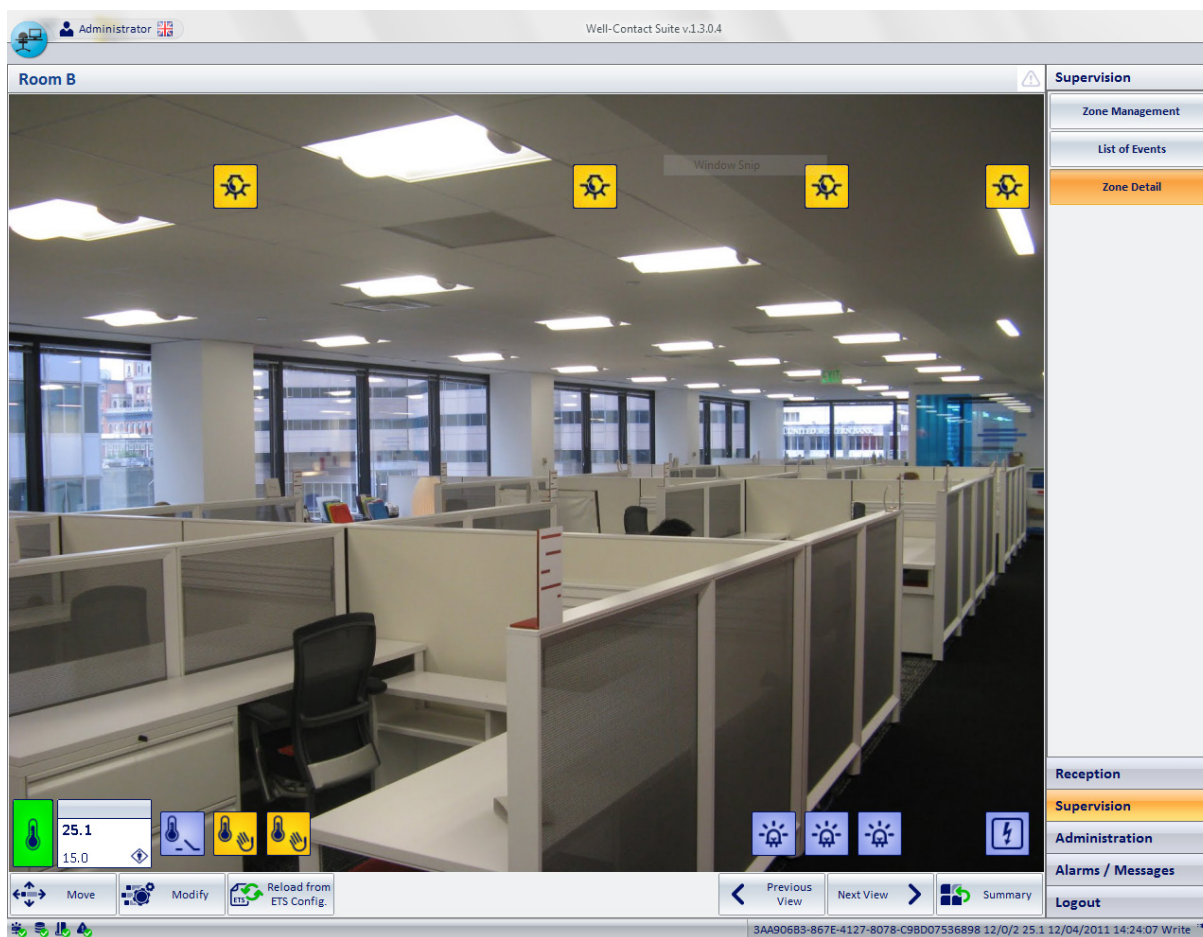 Administrator
Well-Contact Suite v.1.3.0.4
Room B
Supervision
Zone Management
List of Events
Zone Detail
Window Snip
25.1
15.0
Reception
Supervision
Administration
Alarms / Messages
Logout
Move
Modify
ETS
Reload from
ETS Config.
Previous
View
Next View
Summary
3AA906B3-867E-4127-8078-C9BD07536898 12/0/2 25.1 12/04/2011 14:24:07 Write